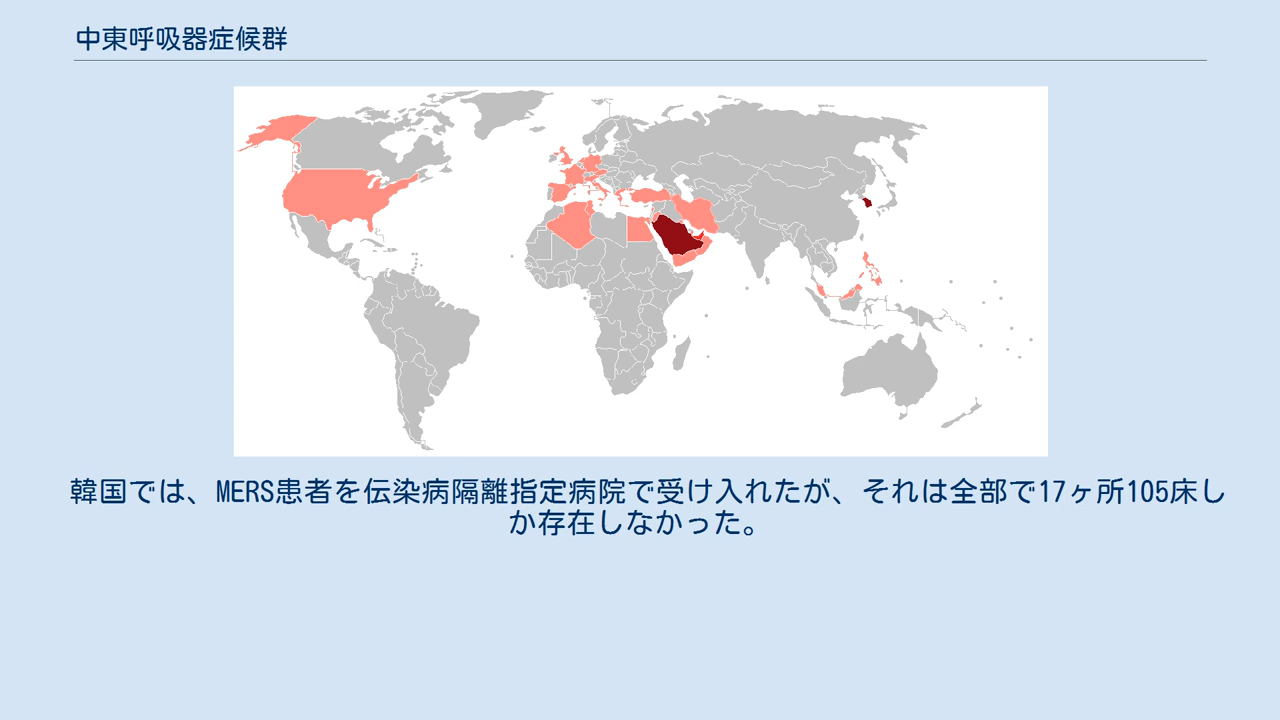 中東呼吸器症候群
韓国では、MERS患者を伝染病隔離指定病院で受け入れたが、それは全部で17ヶ所105床し
か存在しなかった。